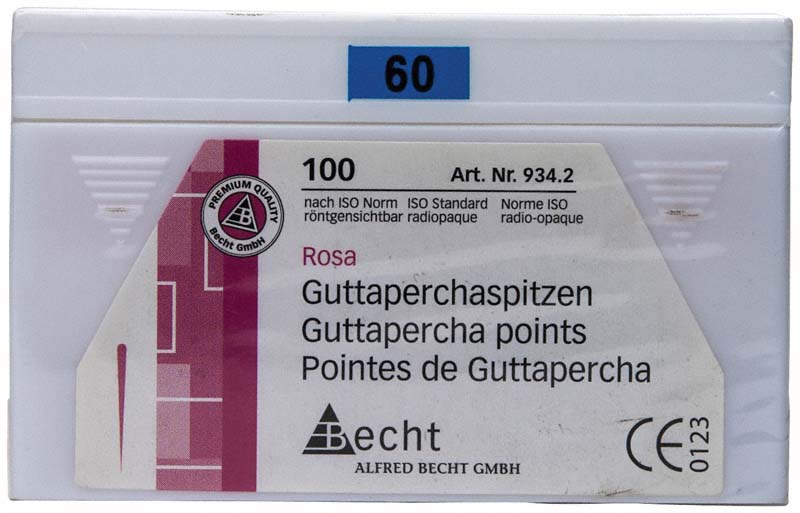 60
PREMIUM QUALITY
B
Becht GmbH
100
Art. Nr. 934.2
nach ISO Norm ISO Standard Norme ISO
röntgensichtbar radiopaque radio-opaque
Rosa
Guttaperchaspitzen
Guttapercha points
Pointes de Guttapercha
Becht
ALFRED BECHT GMBH
CE 0123